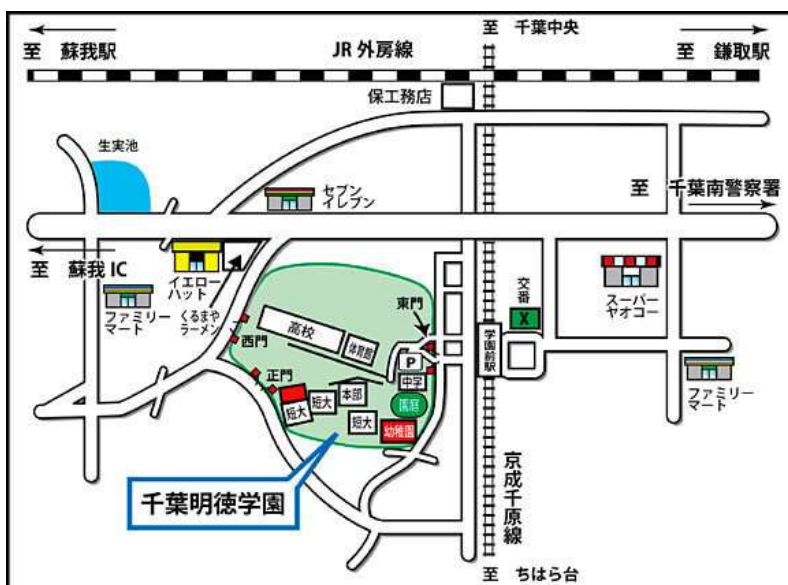 至 千葉中央
至 蘇我駅
JR外房線
至 鎌取駅
保工務店
生実池
セブン
イレブン
至 千葉南警察署
至 蘇我IC
イエロー
ハット
ファミリー
マート
くるまや
ラーメン
西門
正門
高校
体育館
東門
P
中学
園庭
幼稚園
本部
短大
短大
短大
学園前駅
交番
X
スーパー
ヤオコー
ファミリー
マート
千葉明徳学園
京成千原線
至 ちはら台